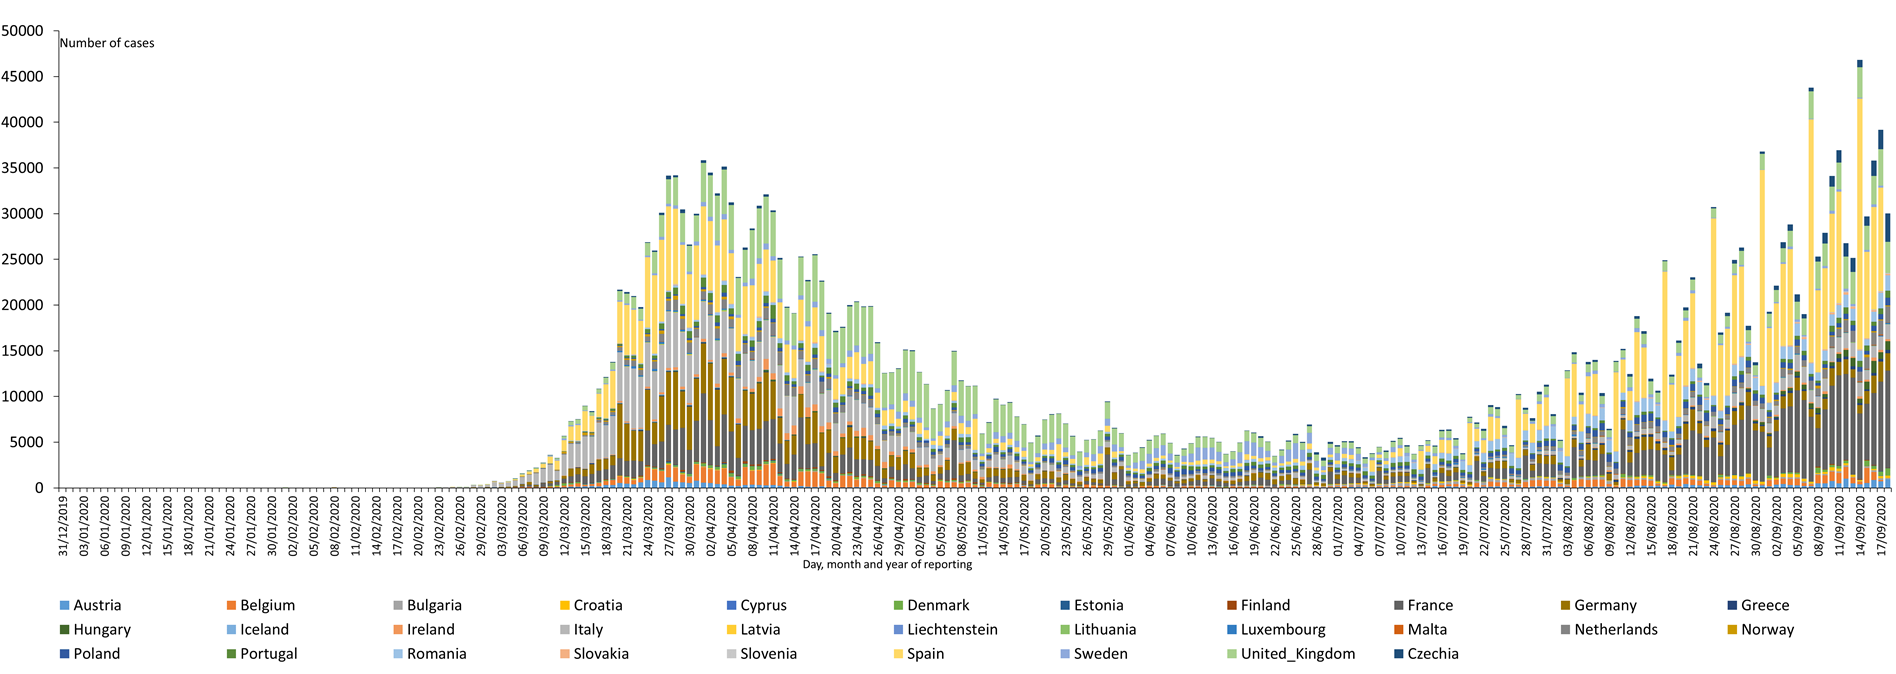 50000
Number of cases
45000
40000
35000
30000
25000
20000
15000
10000
5000
0
31/12/2019 03/01/2020 06/01/2020 09/01/2020 12/01/2020 15/01/2020 18/01/2020 21/01/2020 24/01/2020 27/01/2020 30/01/2020 02/02/2020 05/02/2020 08/02/2020 11/02/2020 14/02/2020 17/02/2020 20/02/2020 23/02/2020 26/02/2020 29/02/2020 03/03/2020 06/03/2020 09/03/2020 12/03/2020 15/03/2020 18/03/2020 21/03/2020 24/03/2020 27/03/2020 30/03/2020 02/04/2020 05/04/2020 08/04/2020 11/04/2020 14/04/2020 17/04/2020 20/04/2020 23/04/2020 26/04/2020 29/04/2020 02/05/2020 05/05/2020 08/05/2020 11/05/2020 14/05/2020 17/05/2020 20/05/2020 23/05/2020 26/05/2020 29/05/2020 01/06/2020 04/06/2020 07/06/2020 10/06/2020 13/06/2020 16/06/2020 19/06/2020 22/06/2020 25/06/2020 28/06/2020 01/07/2020 04/07/2020 07/07/2020 10/07/2020 13/07/2020 16/07/2020 19/07/2020 22/07/2020 25/07/2020 28/07/2020 31/07/2020 03/08/2020 06/08/2020 09/08/2020 12/08/2020 15/08/2020 18/08/2020 21/08/2020 24/08/2020 27/08/2020 30/08/2020 02/09/2020 05/09/2020 08/09/2020 11/09/2020 14/09/2020 17/09/2020
Day, month and year of reporting
Austria Belgium Bulgaria Croatia Cyprus Denmark Estonia Finland France Germany Greece
Hungary Iceland Ireland Italy Latvia Liechtenstein Lithuania Luxembourg Malta Netherlands Norway
Poland Portugal Romania Slovakia Slovenia Spain Sweden United_Kingdom Czechia